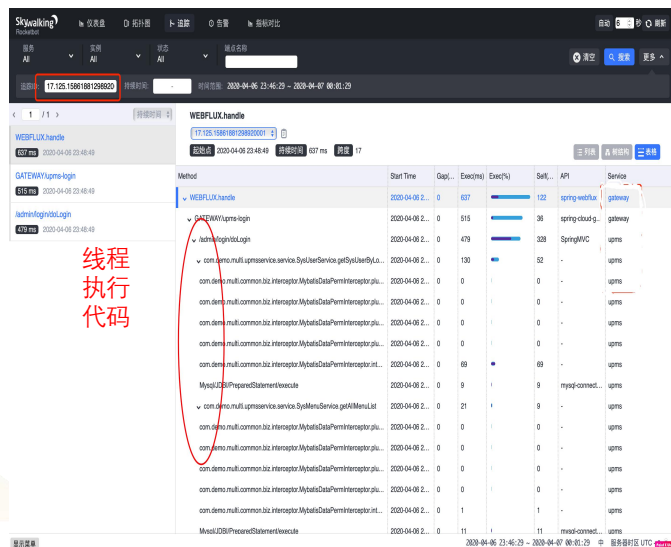 Skywalking
Rocketbot
仪表盘
拓扑图
追踪
告警
指标对比
自动 6 秒 刷新
服务
All
实例
All
状态
All
端点名称
清空
搜索
更多
追踪ID: 17.125.15861881298920
持续时间: -
时间范围: 2020-04-06 23:46:29 ~ 2020-04-07 00:01:29
1 /1
持续时间
WEBFLUX.handle
637 ms 2020-04-06 23:48:49
GATEWAY/upms-login
515 ms 2020-04-06 23:48:49
/admin/login/doLogin
479 ms 2020-04-06 23:48:49
线程
执行
代码
WEBFLUX.handle
17.125.15861881298920001
起始点 2020-04-06 23:48:49 持续时间 637 ms 跨度 17
列表 树结构 表格
Method Start Time Gap(... Exec(ms) Exec(%) Self(... API Service
WEBFLUX.handle 2020-04-06 2... 0 637 122 spring-webflux gateway
GATEWAY/upms-login 2020-04-06 2... 0 515 36 spring-cloud-g... gateway
/admin/login/doLogin 2020-04-06 2... 0 479 328 SpringMVC upms
com.demo.multi.upmsservice.service.SysUserService.getSysUserByLo... 2020-04-06 2... 0 130 52 - upms
com.demo.multi.common.biz.interceptor.MybatisDataPermInterceptor.plu... 2020-04-06 2... 0 0 0 - upms
com.demo.multi.common.biz.interceptor.MybatisDataPermInterceptor.plu... 2020-04-06 2... 0 0 0 - upms
com.demo.multi.common.biz.interceptor.MybatisDataPermInterceptor.plu... 2020-04-06 2... 0 0 0 - upms
com.demo.multi.common.biz.interceptor.MybatisDataPermInterceptor.plu... 2020-04-06 2... 0 0 0 - upms
com.demo.multi.common.biz.interceptor.MybatisDataPermInterceptor.int... 2020-04-06 2... 0 69 69 - upms
Mysql/JDBI/PreparedStatement/execute 2020-04-06 2... 0 9 9 mysql-connect... upms
com.demo.multi.upmsservice.service.SysMenuService.getAllMenuList 2020-04-06 2... 0 21 9 - upms
com.demo.multi.common.biz.interceptor.MybatisDataPermInterceptor.plu... 2020-04-06 2... 0 0 0 - upms
com.demo.multi.common.biz.interceptor.MybatisDataPermInterceptor.plu... 2020-04-06 2... 0 0 0 - upms
com.demo.multi.common.biz.interceptor.MybatisDataPermInterceptor.plu... 2020-04-06 2... 0 0 0 - upms
com.demo.multi.common.biz.interceptor.MybatisDataPermInterceptor.plu... 2020-04-06 2... 0 0 0 - upms
com.demo.multi.common.biz.interceptor.MybatisDataPermInterceptor.int... 2020-04-06 2... 0 1 1 - upms
Mysql/JDBI/PreparedStatement/execute 2020-04-06 2... 0 11 11 mysql-connect... upms
显示菜单
2020-04-06 23:46:29 ~ 2020-04-07 00:01:29 中 服务器时区 UTC